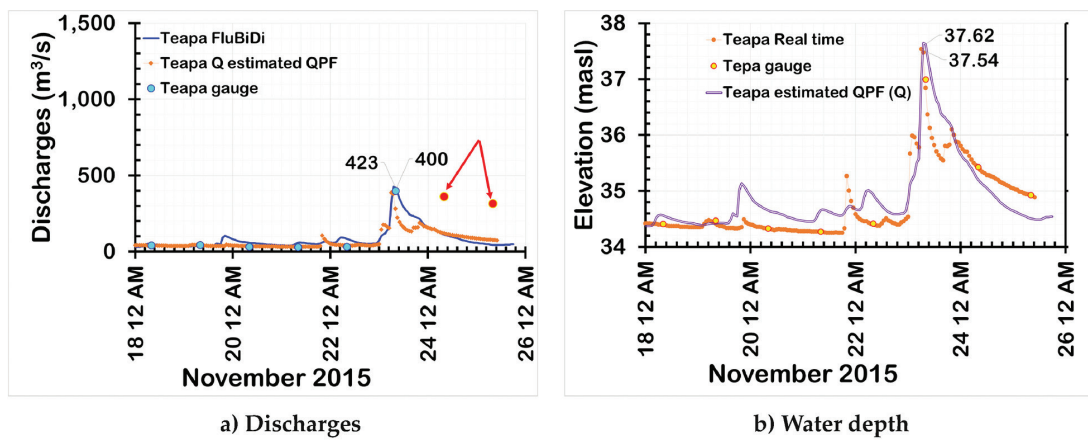 1,500
1,000
500
0
Discharges (m³/s)
Teapa FluBiDi
Teapa Q estimated QPF
Teapa gauge
423
400
18 12 AM
20 12 AM
22 12 AM
24 12 AM
26 12 AM
November 2015
a) Discharges
38
37
36
35
34
Elevation (masl)
Teapa Real time
Tepa gauge
Teapa estimated QPF (Q)
37.62
37.54
18 12 AM
20 12 AM
22 12 AM
24 12 AM
26 12 AM
November 2015
b) Water depth